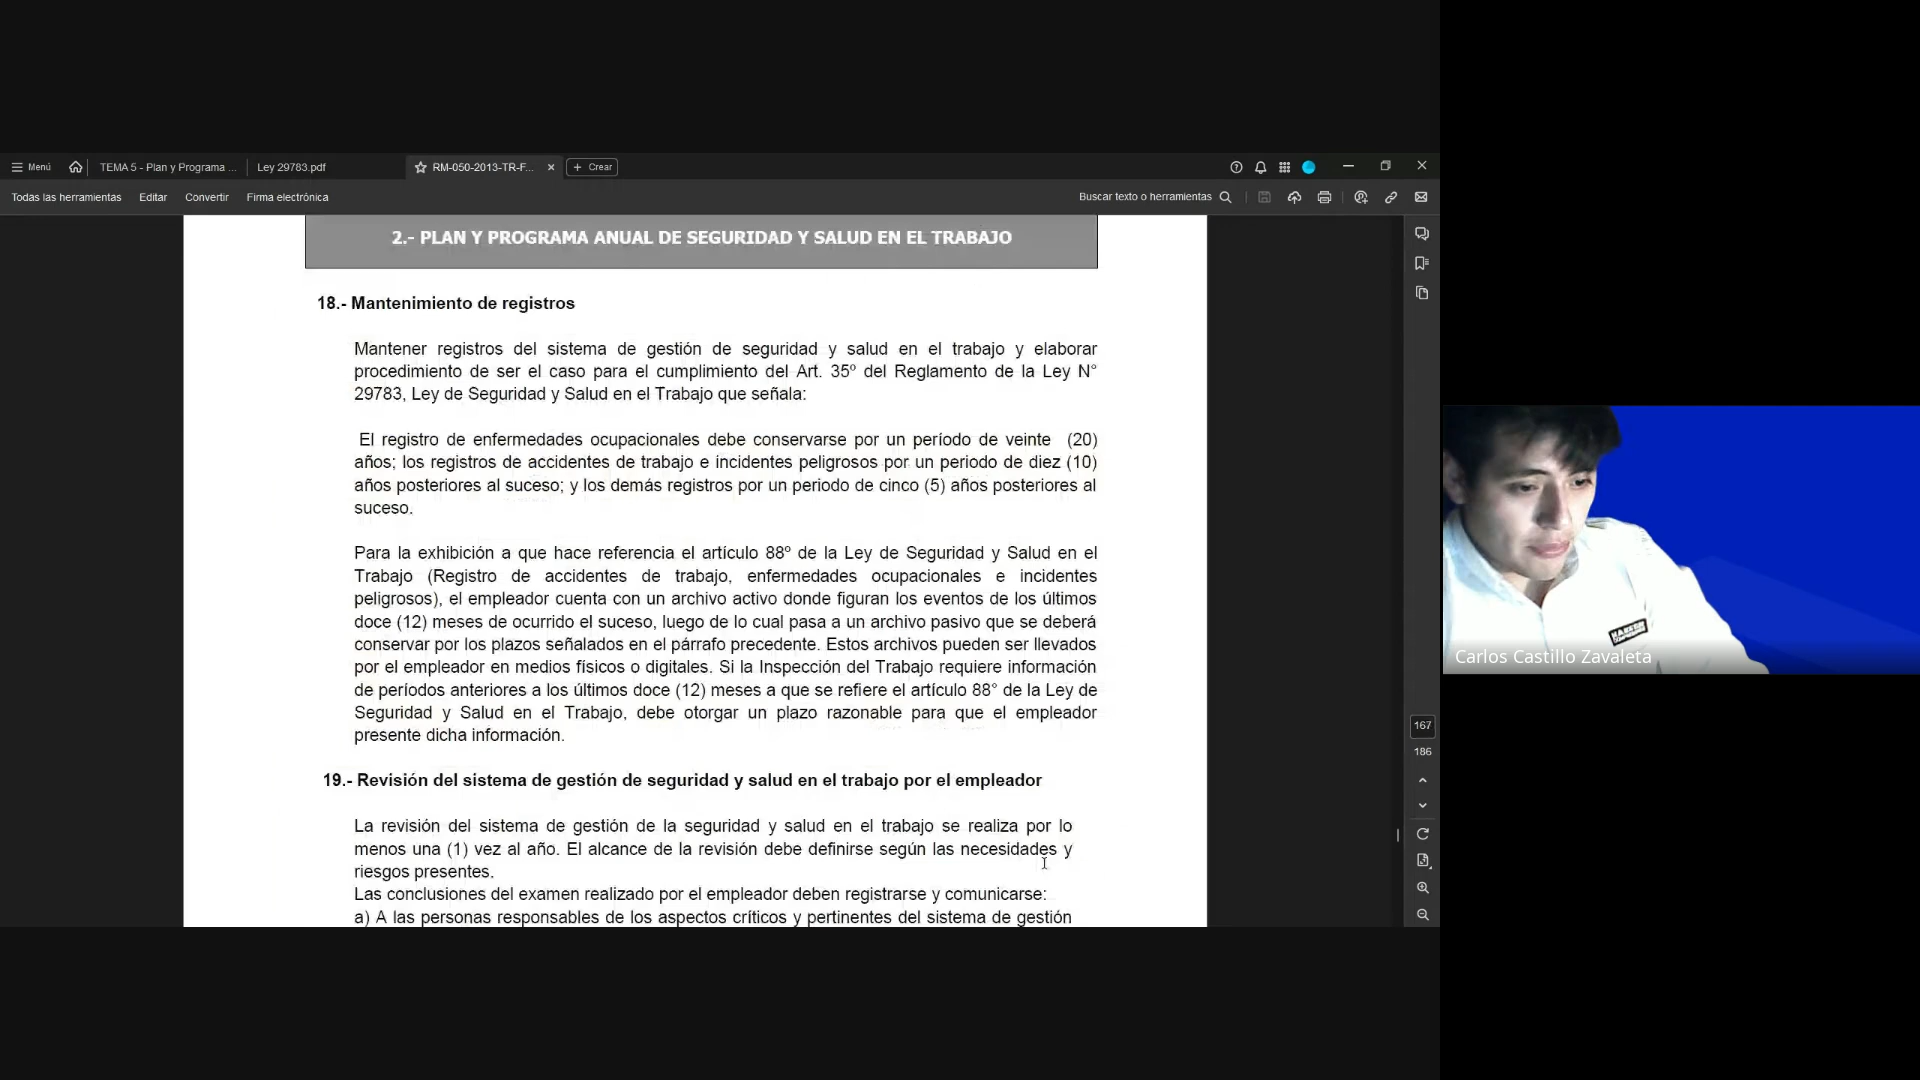 Menú
TEMA 5 - Plan y Programa ...
Ley 29783.pdf
RM-050-2013-TR-F...
Crear
Todas las herramientas
Editar
Convertir
Firma electrónica
Buscar texto o herramientas
2.- PLAN Y PROGRAMA ANUAL DE SEGURIDAD Y SALUD EN EL TRABAJO
18.- Mantenimiento de registros
Mantener registros del sistema de gestión de seguridad y salud en el trabajo y elaborar
procedimiento de ser el caso para el cumplimiento del Art. 35º del Reglamento de la Ley N°
29783, Ley de Seguridad y Salud en el Trabajo que señala:
El registro de enfermedades ocupacionales debe conservarse por un período de veinte (20)
años; los registros de accidentes de trabajo e incidentes peligrosos por un periodo de diez (10)
años posteriores al suceso; y los demás registros por un periodo de cinco (5) años posteriores al
suceso.
Para la exhibición a que hace referencia el artículo 88º de la Ley de Seguridad y Salud en el
Trabajo (Registro de accidentes de trabajo, enfermedades ocupacionales e incidentes
peligrosos), el empleador cuenta con un archivo activo donde figuran los eventos de los últimos
doce (12) meses de ocurrido el suceso, luego de lo cual pasa a un archivo pasivo que se deberá
conservar por los plazos señalados en el párrafo precedente. Estos archivos pueden ser llevados
por el empleador en medios físicos o digitales. Si la Inspección del Trabajo requiere información
de períodos anteriores a los últimos doce (12) meses a que se refiere el artículo 88° de la Ley de
Seguridad y Salud en el Trabajo, debe otorgar un plazo razonable para que el empleador
presente dicha información.
19.- Revisión del sistema de gestión de seguridad y salud en el trabajo por el empleador
La revisión del sistema de gestión de la seguridad y salud en el trabajo se realiza por lo
menos una (1) vez al año. El alcance de la revisión debe definirse según las necesidades y
riesgos presentes.
Las conclusiones del examen realizado por el empleador deben registrarse y comunicarse:
a) A las personas responsables de los aspectos críticos y pertinentes del sistema de gestión
167
186
Carlos Castillo Zavaleta